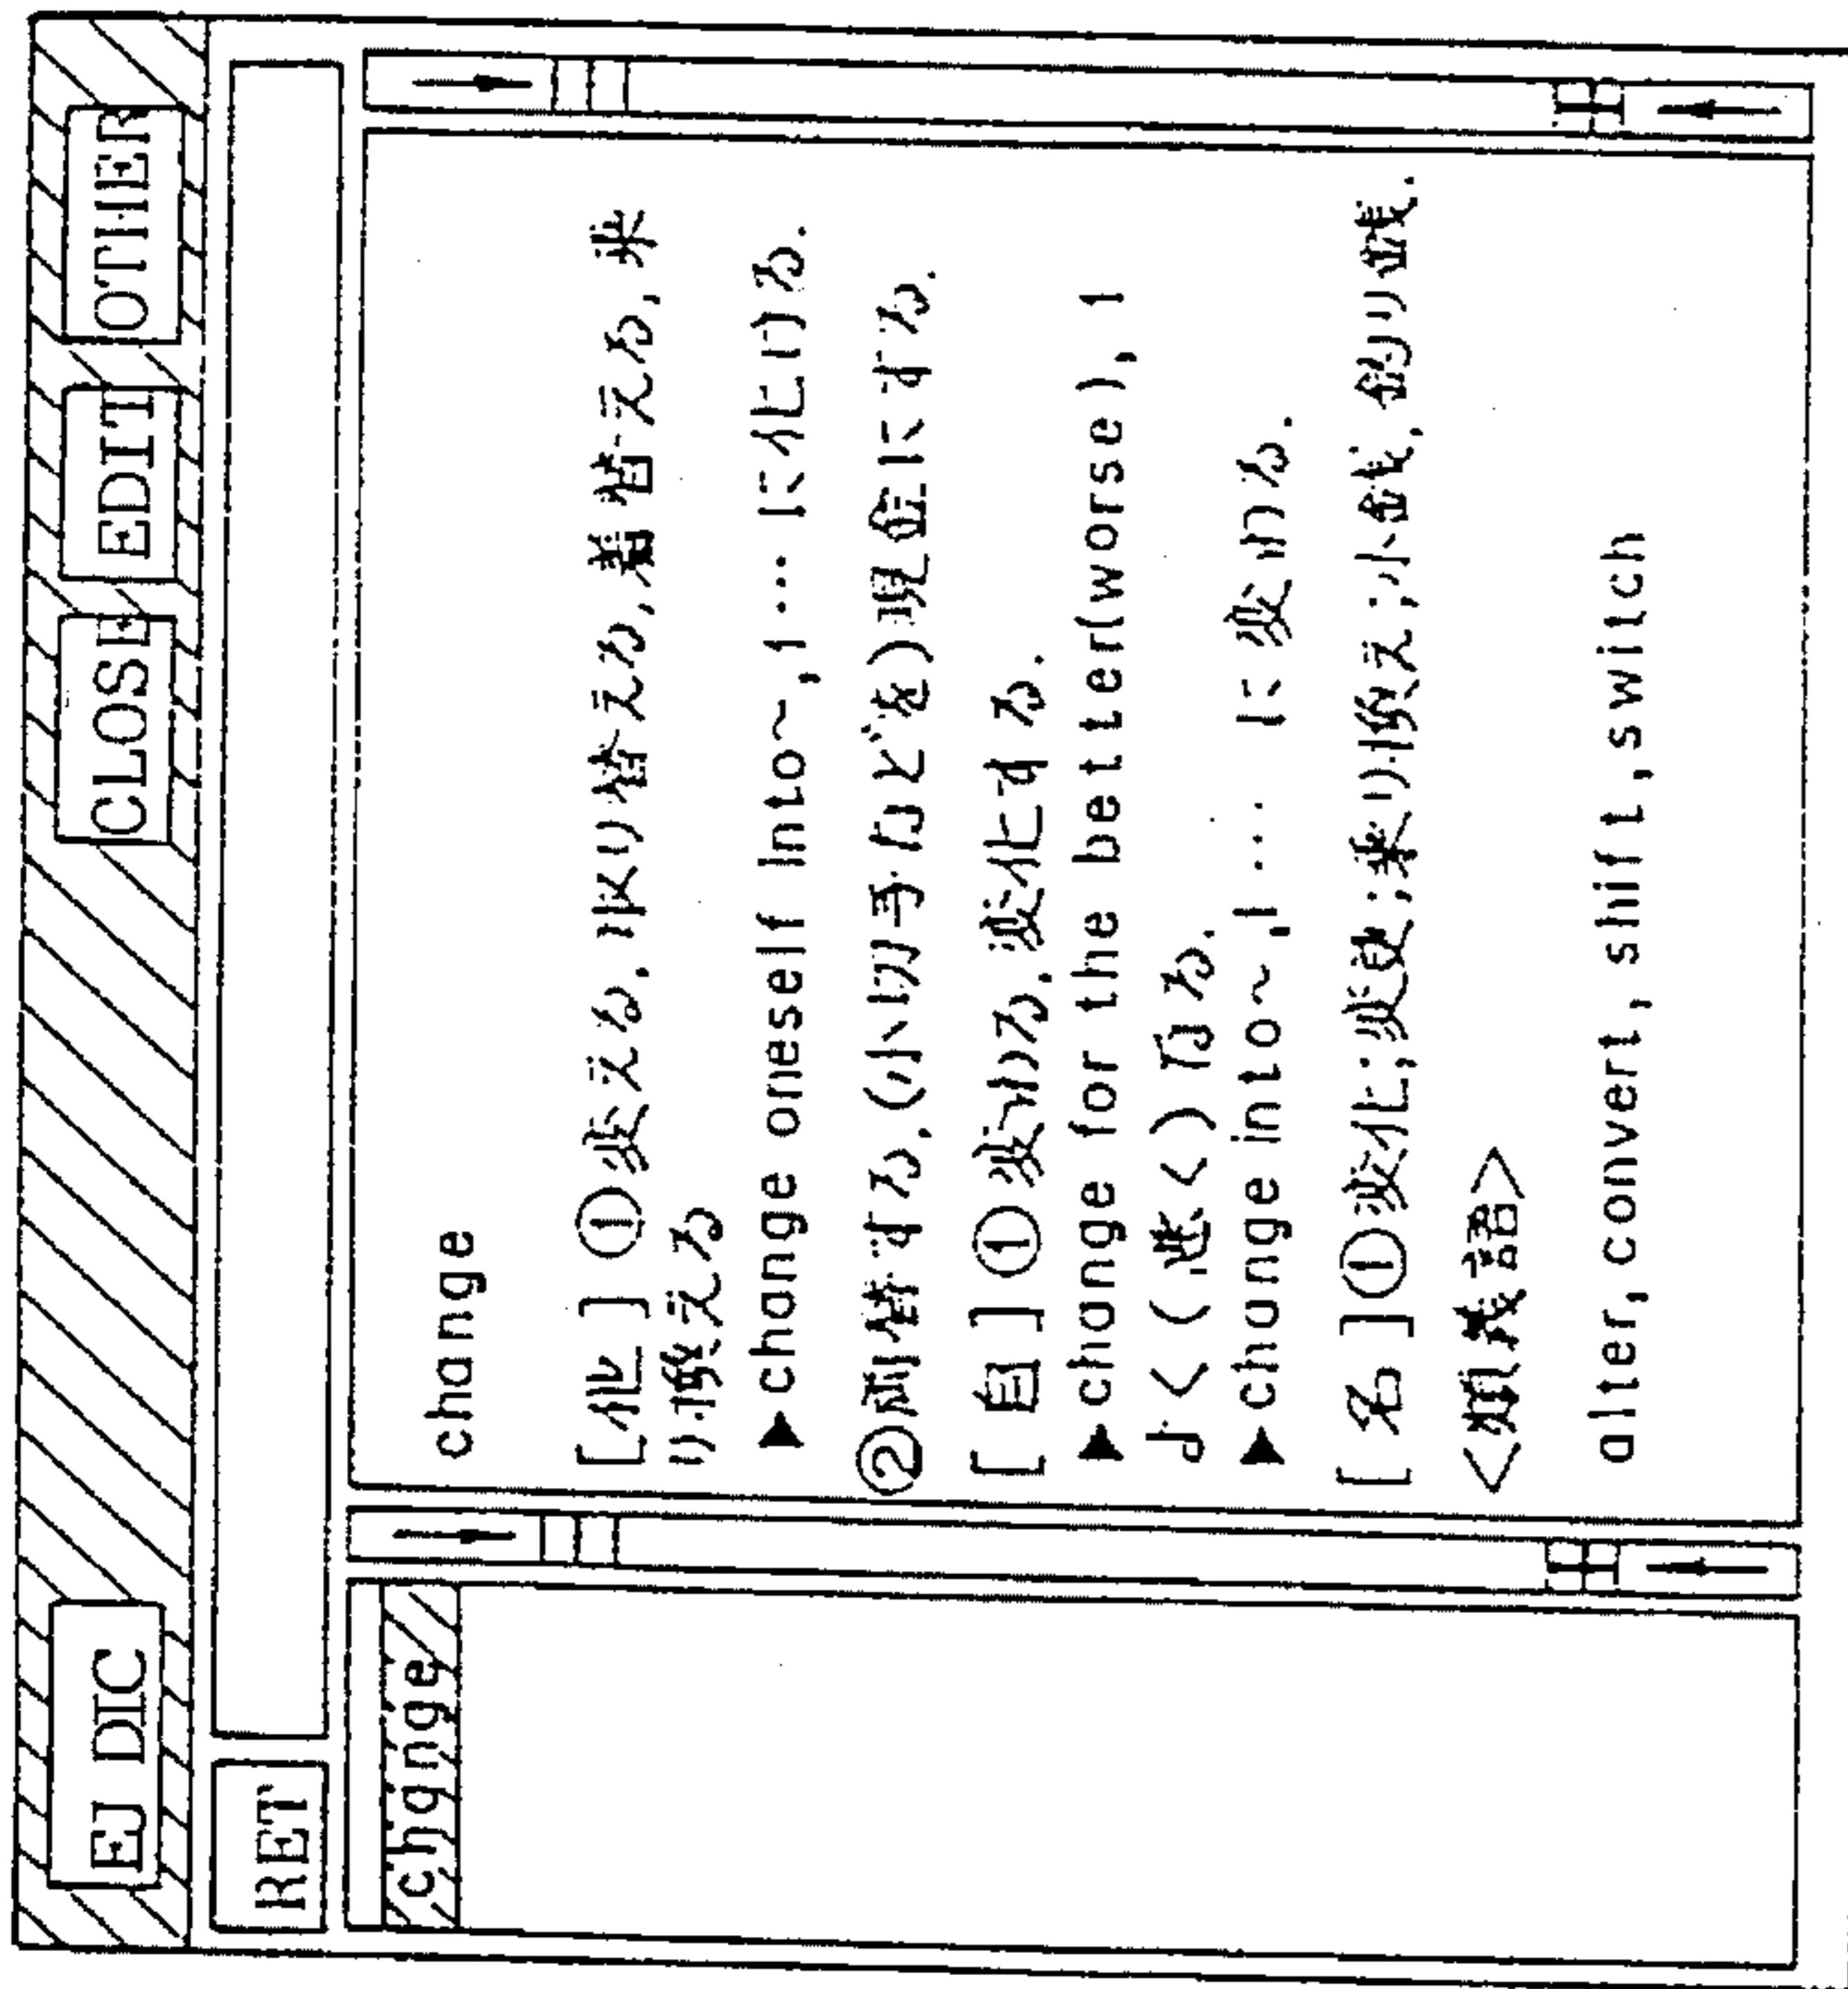 EJ DIC
CLOSE
EDIT
OTHER
RET
change
change
[他]①変える, 取り替える, 着替える, 乗
り換える
▲change oneself into~, 1... に化ける.
②両替する, (小切手などを)現金にする.
[自]①変わる, 変化する.
▲change for the better(worse), 1
よく(悪く)なる.
▲change into~, 1... に変わる.
[名]①変化;変更;乗り換え;小銭, 釣り銭.
<類義語>
alter, convert, shift, switch